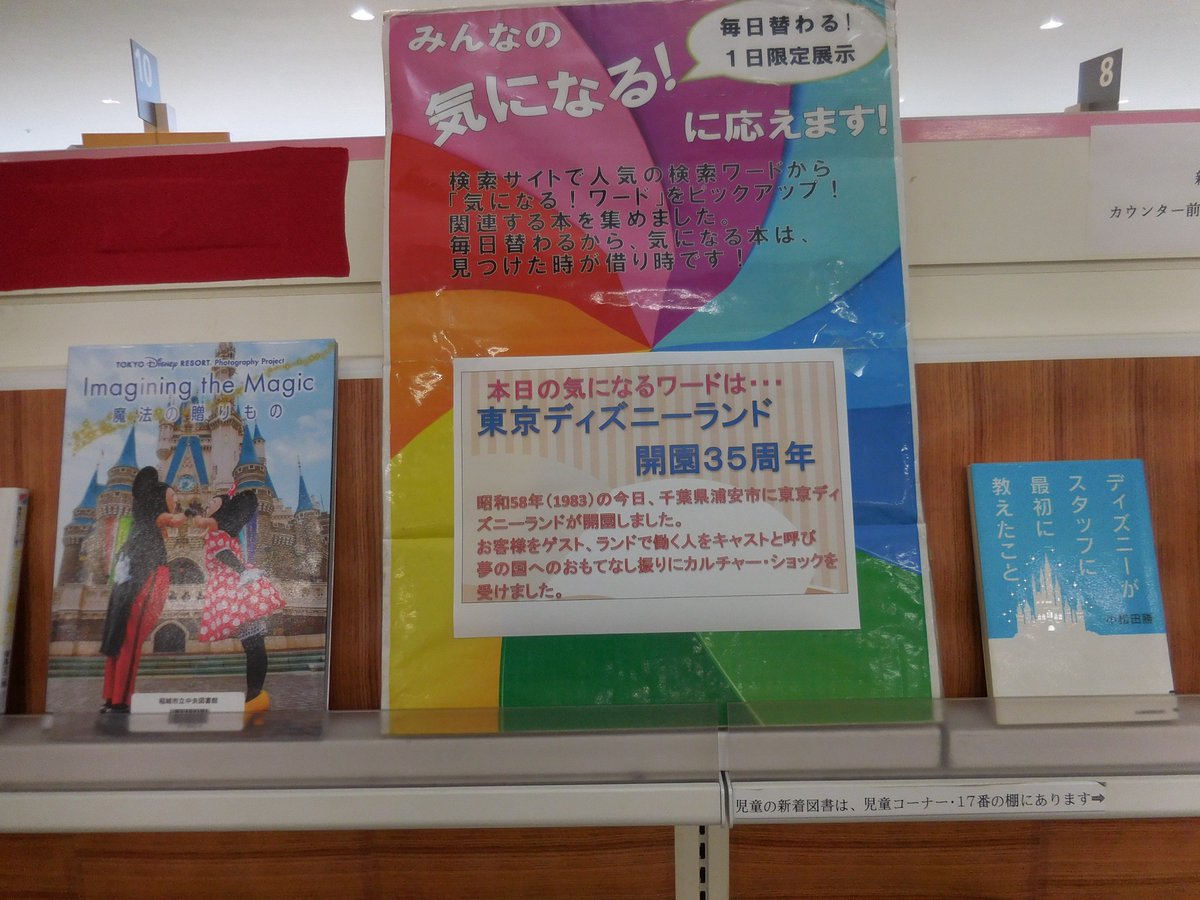 10
8
みんなの
気になる!
に応えます!
毎日替わる!
1日限定展示
検索サイトで人気の検索ワードから
「気になる!ワード」をピックアップ!
関連する本を集めました。
毎日替わるから、気になる本は、
見つけた時が借り時です!
カウンター前
本日の気になるワードは・・・
東京ディズニーランド
開園35周年
昭和58年(1983)の今日、千葉県浦安市に東京ディ
ズニーランドが開園しました。
お客様をゲスト、ランドで働く人をキャストと呼び
夢の国へのおもてなし振りにカルチャー・ショックを
受けました。
TOKYO Disney RESORT Photography Project
Imagining the Magic
魔法の贈りもの
稲城市立中央図書館
ディズニーが
スタッフに
最初に
教えたこと
小松田勝
児童の新着図書は、児童コーナー・17番の棚にあります➡